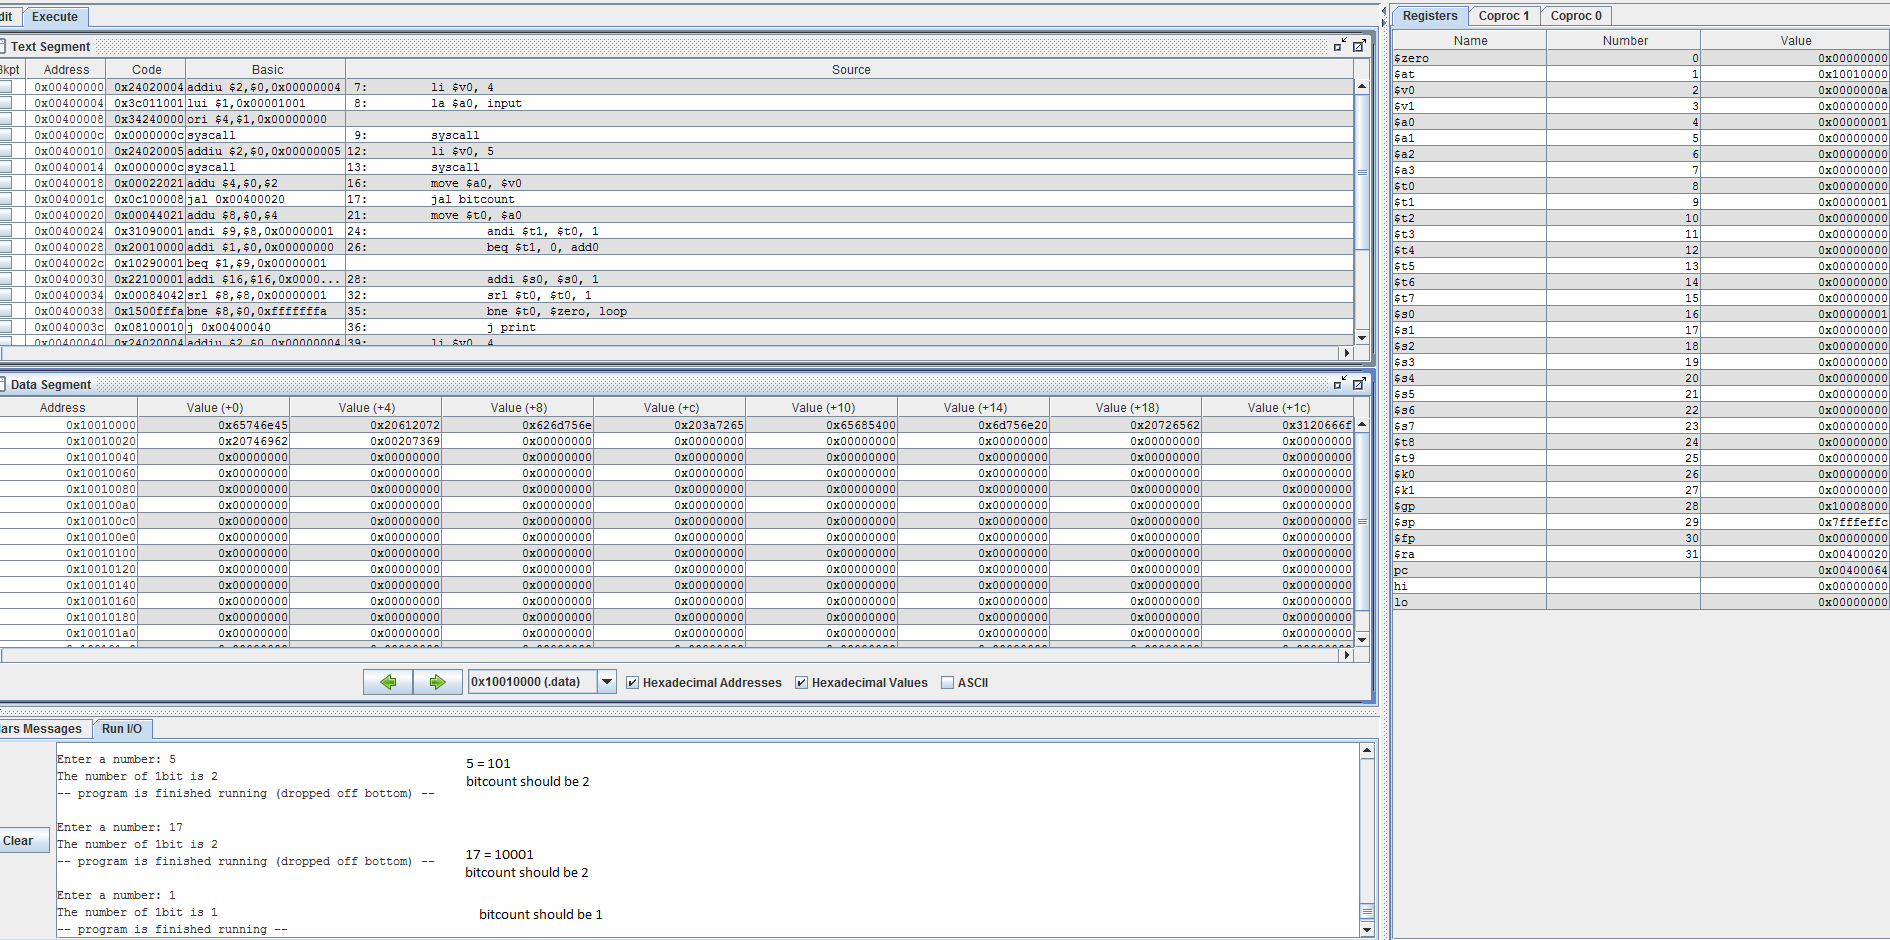 dit Execute
Text Segment
Bkpt Address Code Basic Source
0x00400000 0x24020004 addiu $2,$0,0x00000004 7: li $v0, 4
0x00400004 0x3c011001 lui $1,0x00001001 8: la $a0, input
0x00400008 0x34240000 ori $4,$1,0x00000000
0x0040000c 0x0000000c syscall 9: syscall
0x00400010 0x24020005 addiu $2,$0,0x00000005 12: li $v0, 5
0x00400014 0x0000000c syscall 13: syscall
0x00400018 0x00022021 addu $4,$0,$2 16: move $a0, $v0
0x0040001c 0x0c100008 jal 0x00400020 17: jal bitcount
0x00400020 0x00044021 addu $8,$0,$4 21: move $t0, $a0
0x00400024 0x31090001 andi $9,$8,0x00000001 24: andi $t1, $t0, 1
0x00400028 0x20010000 addi $1,$0,0x00000000 26: beq $t1, 0, add0
0x0040002c 0x10290001 beq $1,$9,0x00000001
0x00400030 0x22100001 addi $16,$16,0x0000... 28: addi $s0, $s0, 1
0x00400034 0x00084042 srl $8,$8,0x00000001 32: srl $t0, $t0, 1
0x00400038 0x1500fffa bne $8,$0,0xfffffffa 35: bne $t0, $zero, loop
0x0040003c 0x08100010 j 0x00400040 36: j print
0x00400040 0x24020004 addiu $2,$0,0x00000004 39: li $v0, 4
Data Segment
Address Value (+0) Value (+4) Value (+8) Value (+c) Value (+10) Value (+14) Value (+18) Value (+1c)
0x10010000 0x65746e45 0x20612072 0x626d756e 0x203a7265 0x65685400 0x6d756e20 0x20726562 0x3120666f
0x10010020 0x20746962 0x00207369 0x00000000 0x00000000 0x00000000 0x00000000 0x00000000 0x00000000
0x10010040 0x00000000 0x00000000 0x00000000 0x00000000 0x00000000 0x00000000 0x00000000 0x00000000
0x10010060 0x00000000 0x00000000 0x00000000 0x00000000 0x00000000 0x00000000 0x00000000 0x00000000
0x10010080 0x00000000 0x00000000 0x00000000 0x00000000 0x00000000 0x00000000 0x00000000 0x00000000
0x100100a0 0x00000000 0x00000000 0x00000000 0x00000000 0x00000000 0x00000000 0x00000000 0x00000000
0x100100c0 0x00000000 0x00000000 0x00000000 0x00000000 0x00000000 0x00000000 0x00000000 0x00000000
0x100100e0 0x00000000 0x00000000 0x00000000 0x00000000 0x00000000 0x00000000 0x00000000 0x00000000
0x10010100 0x00000000 0x00000000 0x00000000 0x00000000 0x00000000 0x00000000 0x00000000 0x00000000
0x10010120 0x00000000 0x00000000 0x00000000 0x00000000 0x00000000 0x00000000 0x00000000 0x00000000
0x10010140 0x00000000 0x00000000 0x00000000 0x00000000 0x00000000 0x00000000 0x00000000 0x00000000
0x10010160 0x00000000 0x00000000 0x00000000 0x00000000 0x00000000 0x00000000 0x00000000 0x00000000
0x10010180 0x00000000 0x00000000 0x00000000 0x00000000 0x00000000 0x00000000 0x00000000 0x00000000
0x100101a0 0x00000000 0x00000000 0x00000000 0x00000000 0x00000000 0x00000000 0x00000000 0x00000000
0x10010000 (.data) Hexadecimal Addresses Hexadecimal Values ASCII
ars Messages Run I/O
Clear
Enter a number: 5
The number of 1bit is 2
-- program is finished running (dropped off bottom) --
5 = 101
bitcount should be 2
Enter a number: 17
The number of 1bit is 2
-- program is finished running (dropped off bottom) --
17 = 10001
bitcount should be 2
Enter a number: 1
The number of 1bit is 1
-- program is finished running --
bitcount should be 1
Registers Coproc 1 Coproc 0
Name Number Value
$zero 0 0x00000000
$at 1 0x10010000
$v0 2 0x0000000a
$v1 3 0x00000000
$a0 4 0x00000001
$a1 5 0x00000000
$a2 6 0x00000000
$a3 7 0x00000000
$t0 8 0x00000000
$t1 9 0x00000001
$t2 10 0x00000000
$t3 11 0x00000000
$t4 12 0x00000000
$t5 13 0x00000000
$t6 14 0x00000000
$t7 15 0x00000000
$s0 16 0x00000001
$s1 17 0x00000000
$s2 18 0x00000000
$s3 19 0x00000000
$s4 20 0x00000000
$s5 21 0x00000000
$s6 22 0x00000000
$s7 23 0x00000000
$t8 24 0x00000000
$t9 25 0x00000000
$k0 26 0x00000000
$k1 27 0x00000000
$gp 28 0x10008000
$sp 29 0x7fffeffc
$fp 30 0x00000000
$ra 31 0x00400020
pc 0x00400064
hi 0x00000000
lo 0x00000000